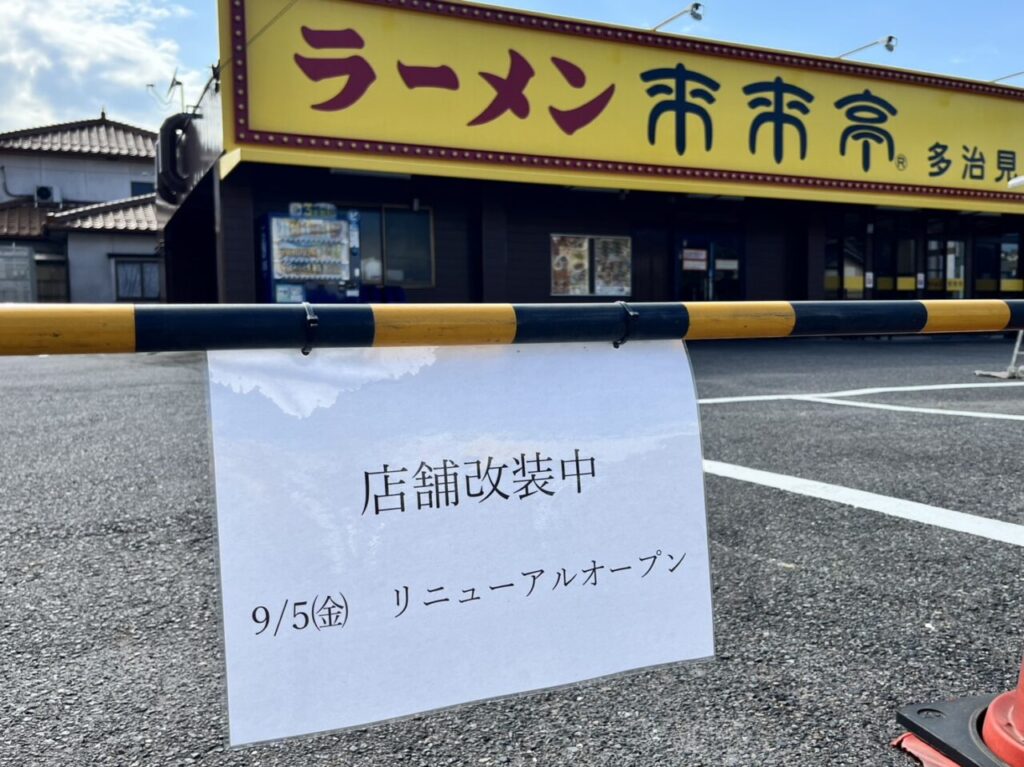 ラーメン 来来亭® 多治見
店舗改装中
9/5㈮ リニューアルオープン